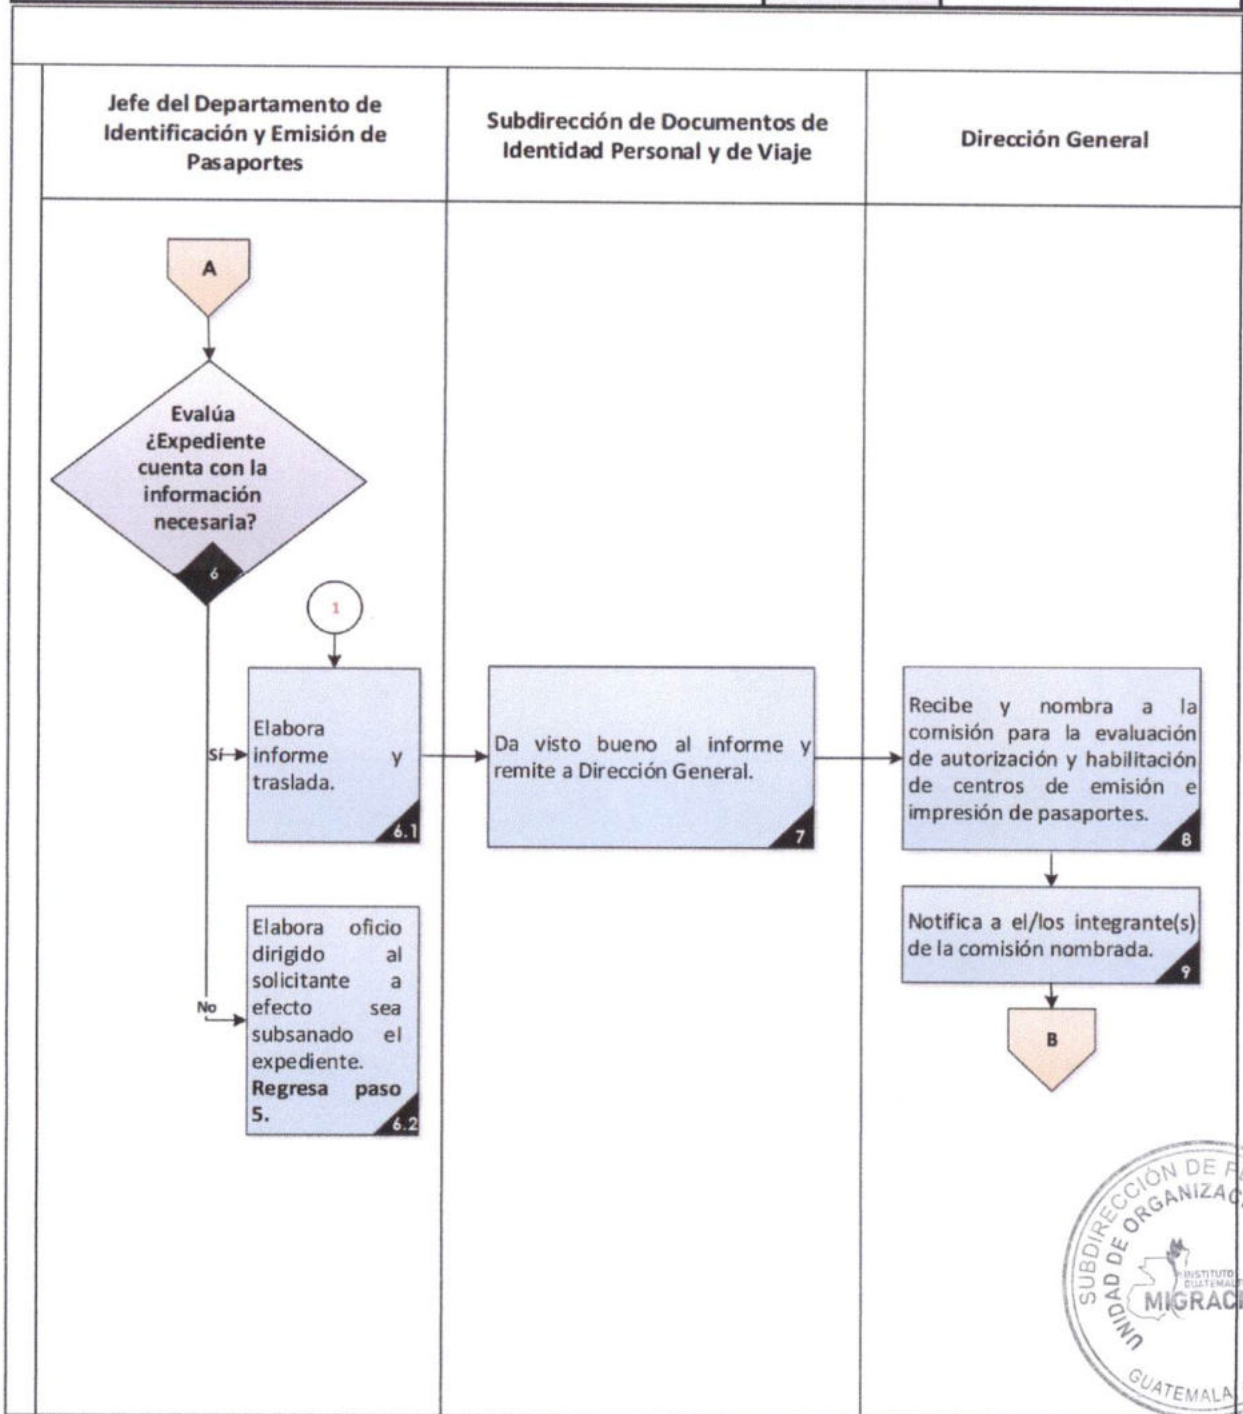 Jefe del Departamento de
Identificación y Emisión de
Pasaportes
Subdirección de Documentos de
Identidad Personal y de Viaje
Dirección General
A
Evalúa
¿Expediente
cuenta con la
información
necesaria?
6
1
Sí
Elabora
informe y
traslada.
6.1
Da visto bueno al informe y
remite a Dirección General.
7
Recibe y nombra a la
comisión para la evaluación
de autorización y habilitación
de centros de emisión e
impresión de pasaportes.
8
No
Elabora oficio
dirigido al
solicitante a
efecto sea
subsanado el
expediente.
Regresa paso
5.
6.2
Notifica a el/los integrante(s)
de la comisión nombrada.
9
B
SUBDIRECCIÓN DE
UNIDAD DE
INSTITUTO
GUATEMALA